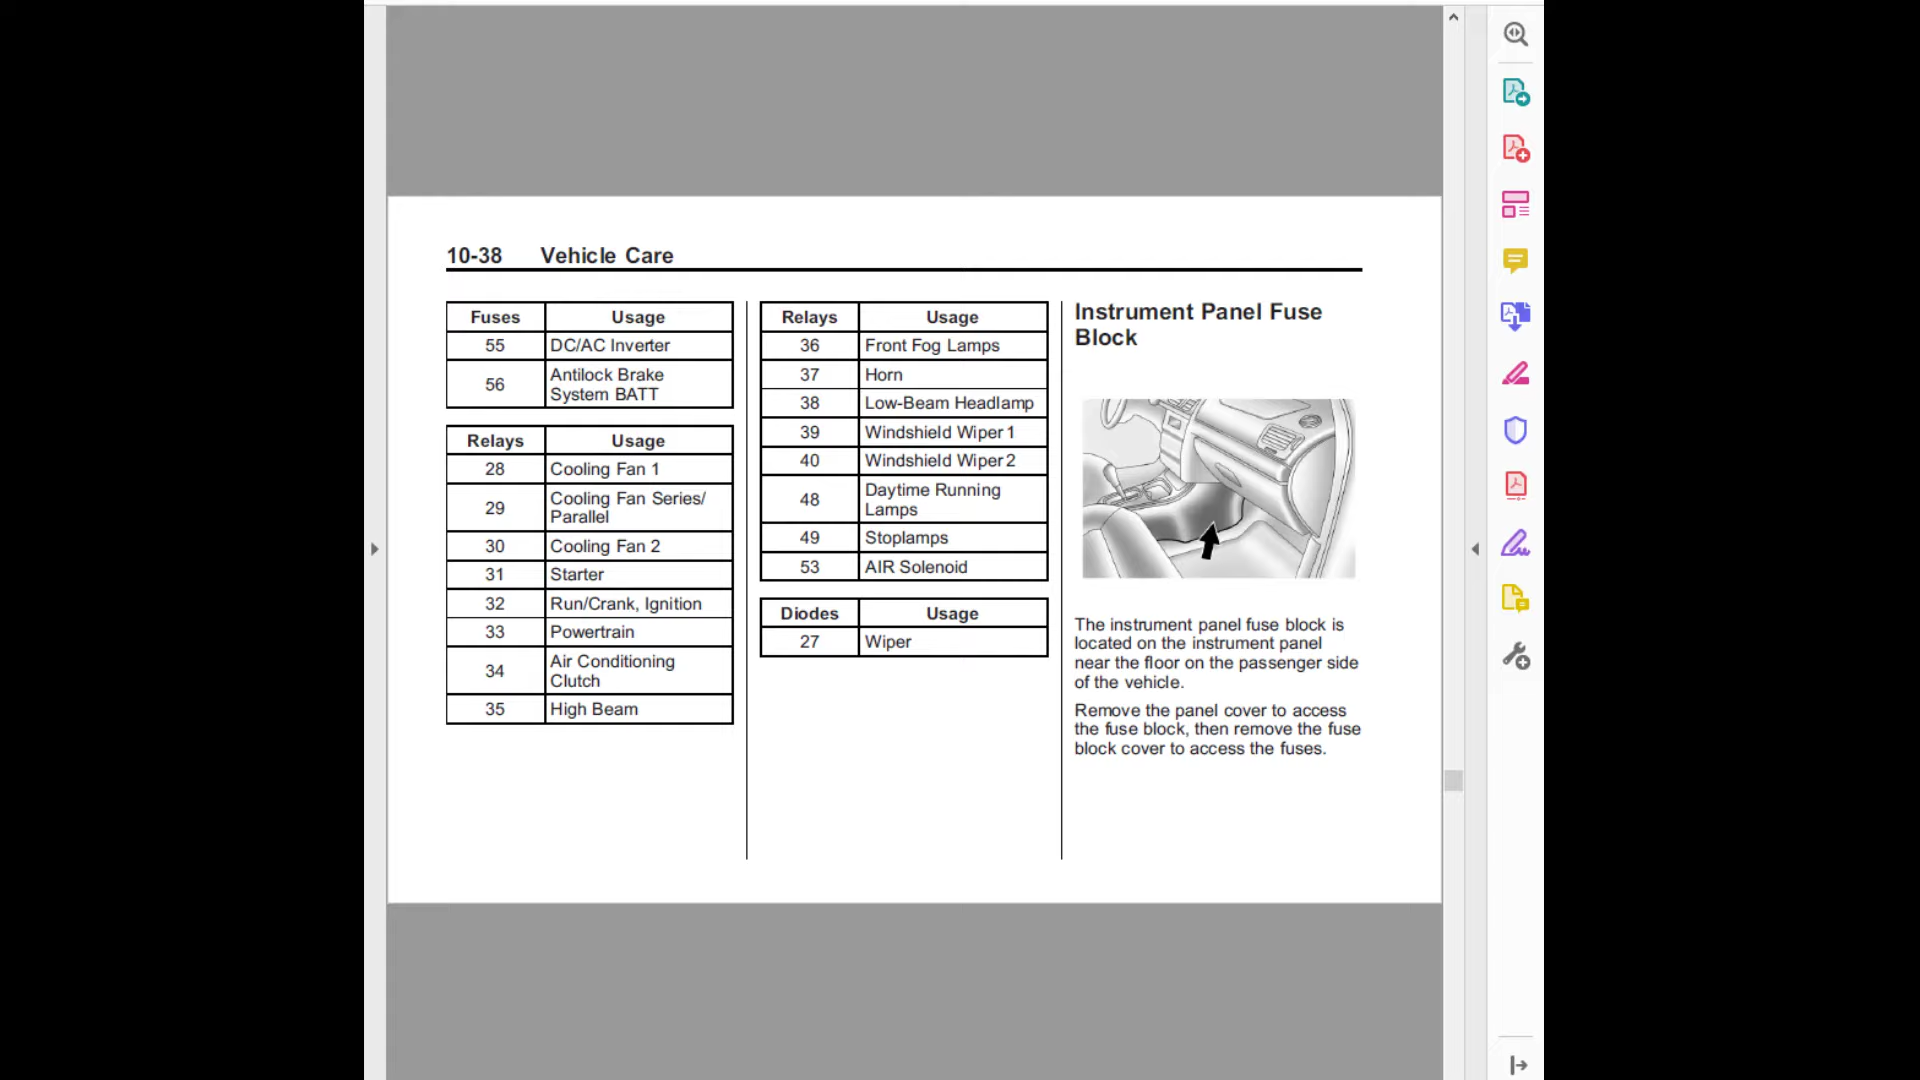 10-38 Vehicle Care
Fuses Usage
55 DC/AC Inverter
56 Antilock Brake
System BATT
Relays Usage
28 Cooling Fan 1
29 Cooling Fan Series/
Parallel
30 Cooling Fan 2
31 Starter
32 Run/Crank, Ignition
33 Powertrain
34 Air Conditioning
Clutch
35 High Beam
Relays Usage
36 Front Fog Lamps
37 Horn
38 Low-Beam Headlamp
39 Windshield Wiper 1
40 Windshield Wiper 2
48 Daytime Running
Lamps
49 Stoplamps
53 AIR Solenoid
Diodes Usage
27 Wiper
Instrument Panel Fuse
Block
The instrument panel fuse block is
located on the instrument panel
near the floor on the passenger side
of the vehicle.
Remove the panel cover to access
the fuse block, then remove the fuse
block cover to access the fuses.